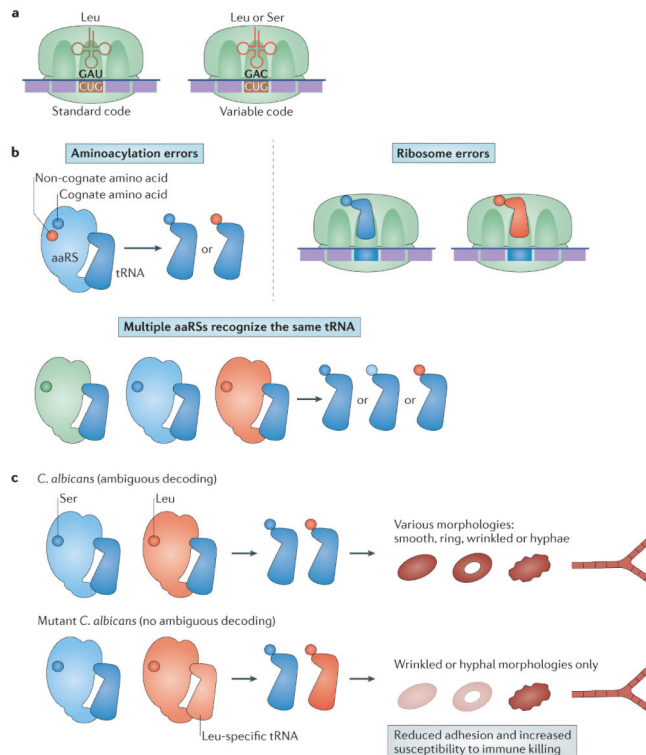 a
Leu
Leu or Ser
GAU
GAC
CUG
CUG
Standard code
Variable code
b
Aminoacylation errors
Ribosome errors
Non-cognate amino acid
Cognate amino acid
aaRS
tRNA
or
Multiple aaRSs recognize the same tRNA
or
or
c
C. albicans (ambiguous decoding)
Ser
Leu
Various morphologies:
smooth, ring, wrinkled or hyphae
Mutant C. albicans (no ambiguous decoding)
Wrinkled or hyphal morphologies only
Leu-specific tRNA
Reduced adhesion and increased
susceptibility to immune killing